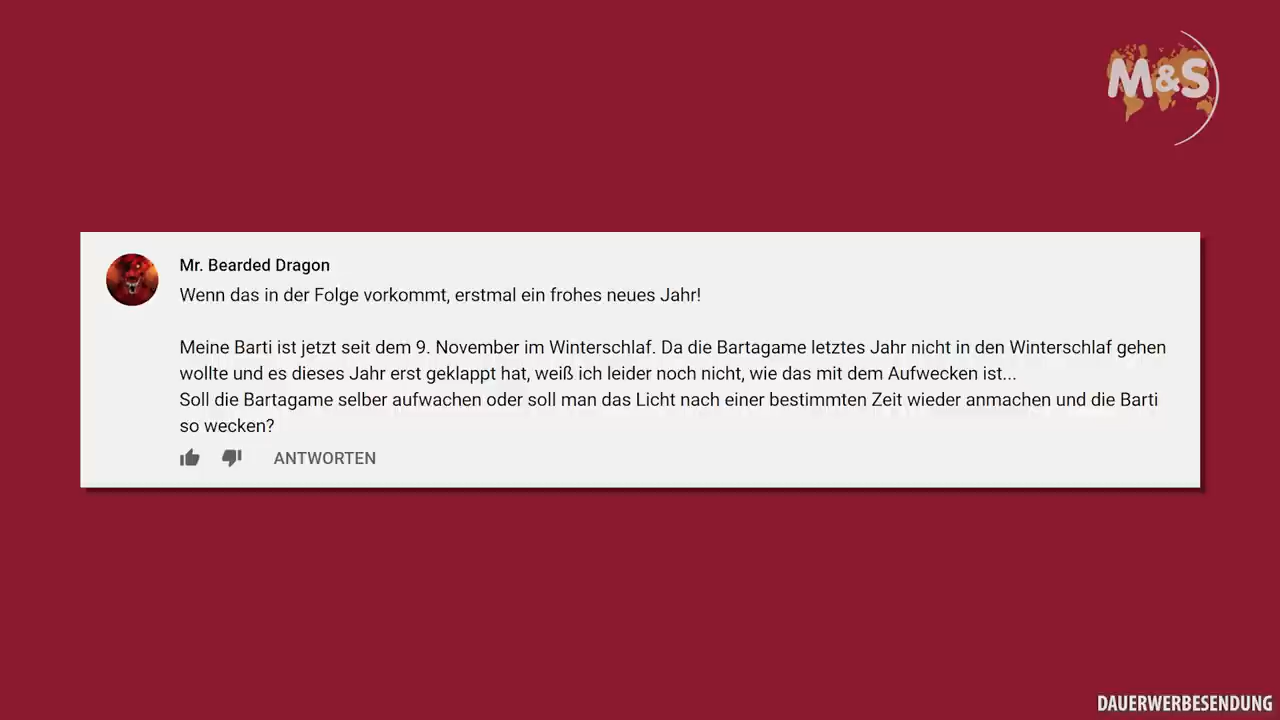 M&S
Mr. Bearded Dragon
Wenn das in der Folge vorkommt, erstmal ein frohes neues Jahr!
Meine Barti ist jetzt seit dem 9. November im Winterschlaf. Da die Bartagame letztes Jahr nicht in den Winterschlaf gehen
wollte und es dieses Jahr erst geklappt hat, weiß ich leider noch nicht, wie das mit dem Aufwecken ist...
Soll die Bartagame selber aufwachen oder soll man das Licht nach einer bestimmten Zeit wieder anmachen und die Barti
so wecken?
ANTWORTEN
DAUERWERBESENDUNG